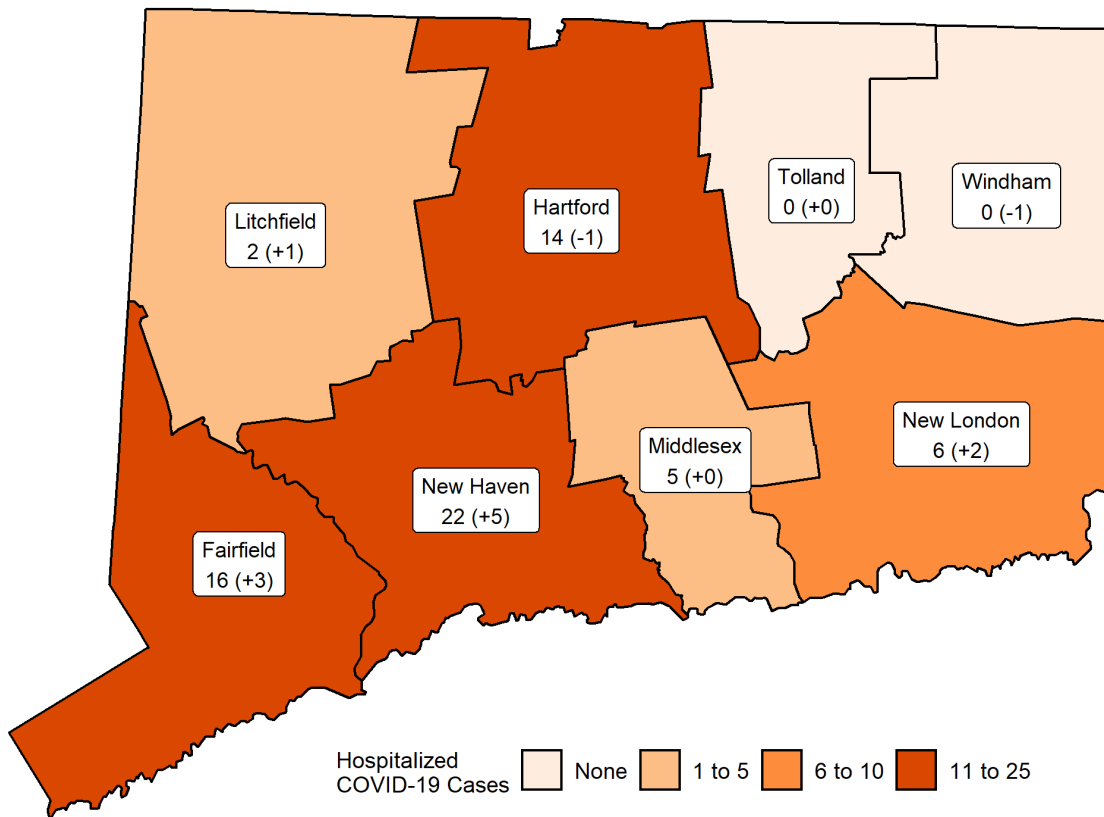 Tolland
0 (+0)
Windham
0 (-1)
Litchfield
2 (+1)
Hartford
14 (-1)
New London
6 (+2)
Middlesex
5 (+0)
New Haven
22 (+5)
Fairfield
16 (+3)
Hospitalized
COVID-19 Cases
None
1 to 5
6 to 10
11 to 25